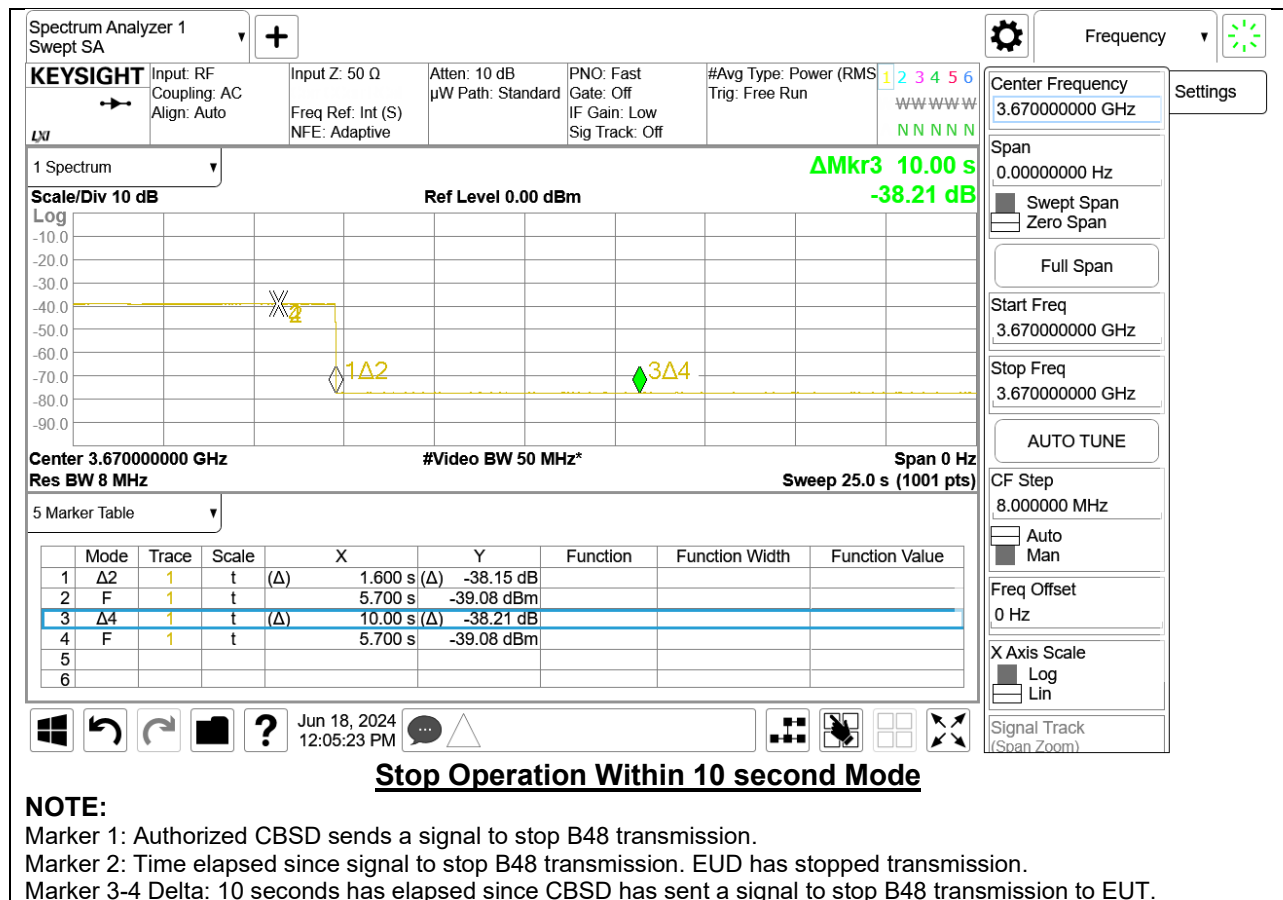 Spectrum Analyzer 1
Swept SA
Frequency
KEYSIGHT
LXI
Input: RF
Coupling: AC
Align: Auto
Input Z: 50 Ω
Freq Ref: Int (S)
NFE: Adaptive
Atten: 10 dB
µW Path: Standard
PNO: Fast
Gate: Off
IF Gain: Low
Sig Track: Off
#Avg Type: Power (RMS
Trig: Free Run
1 2 3 4 5 6
W W W W W
N N N N N
1 Spectrum
ΔMkr3 10.00 s
-38.21 dB
Scale/Div 10 dB
Ref Level 0.00 dBm
Log
-10.0
-20.0
-30.0
-40.0
-50.0
-60.0
-70.0
-80.0
-90.0
1Δ2
3Δ4
Center 3.670000000 GHz
#Video BW 50 MHz*
Span 0 Hz
Res BW 8 MHz
Sweep 25.0 s (1001 pts)
5 Marker Table
Mode Trace Scale X Y Function Function Width Function Value
1 Δ2 1 t (Δ) 1.600 s (Δ) -38.15 dB
2 F 1 t 5.700 s -39.08 dBm
3 Δ4 1 t (Δ) 10.00 s (Δ) -38.21 dB
4 F 1 t 5.700 s -39.08 dBm
5
6
?
Jun 18, 2024
12:05:23 PM
Center Frequency
3.670000000 GHz
Settings
Span
0.00000000 Hz
Swept Span
Zero Span
Full Span
Start Freq
3.670000000 GHz
Stop Freq
3.670000000 GHz
AUTO TUNE
CF Step
8.000000 MHz
Auto
Man
Freq Offset
0 Hz
X Axis Scale
Log
Lin
Signal Track
(Span Zoom)
Stop Operation Within 10 second Mode
NOTE:
Marker 1: Authorized CBSD sends a signal to stop B48 transmission.
Marker 2: Time elapsed since signal to stop B48 transmission. EUD has stopped transmission.
Marker 3-4 Delta: 10 seconds has elapsed since CBSD has sent a signal to stop B48 transmission to EUT.